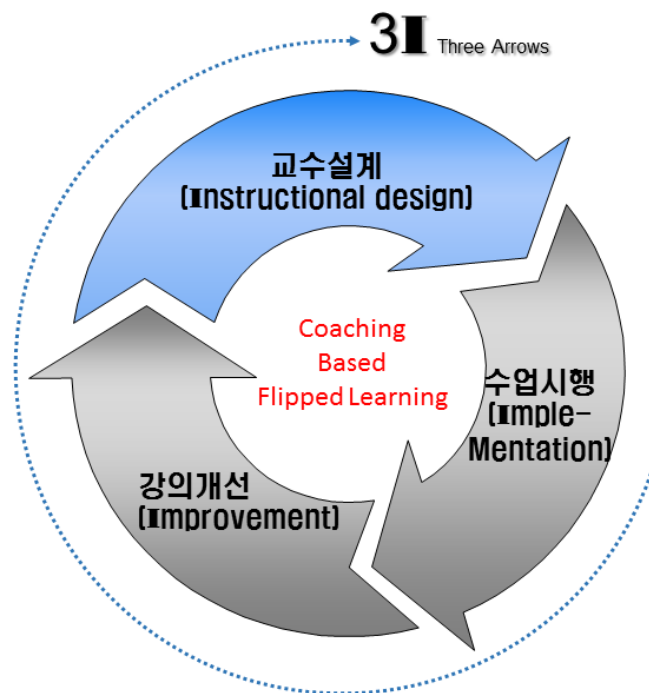 3I Three Arrows
교수설계
(Instructional design)
Coaching
Based
Flipped Learning
수업시행
(Imple-
Mentation)
강의개선
(Improvement)